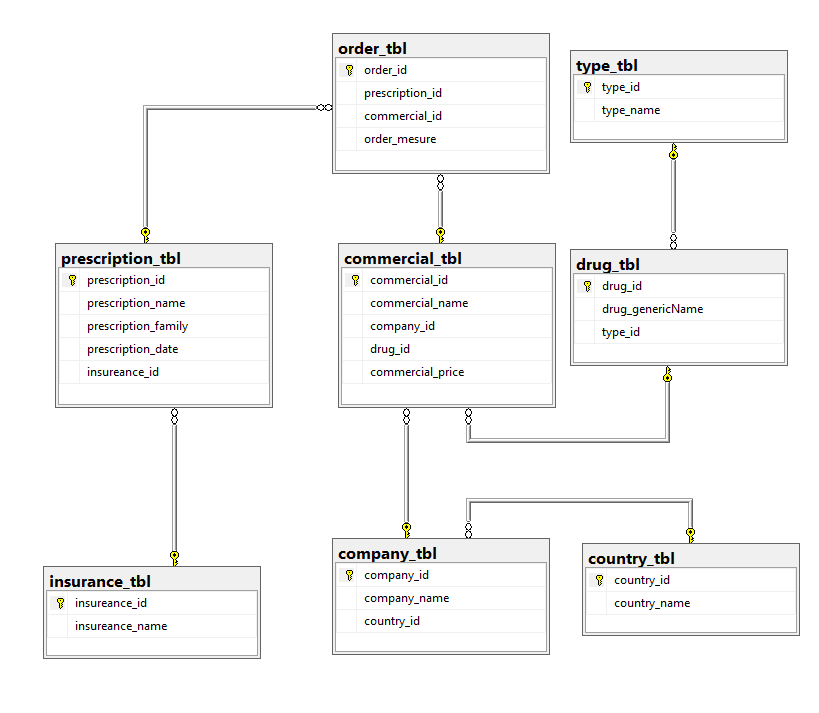 order_tbl
order_id
prescription_id
commercial_id
order_mesure
type_tbl
type_id
type_name
prescription_tbl
prescription_id
prescription_name
prescription_family
prescription_date
insureance_id
commercial_tbl
commercial_id
commercial_name
company_id
drug_id
commercial_price
drug_tbl
drug_id
drug_genericName
type_id
insurance_tbl
insureance_id
insureance_name
company_tbl
company_id
company_name
country_id
country_tbl
country_id
country_name